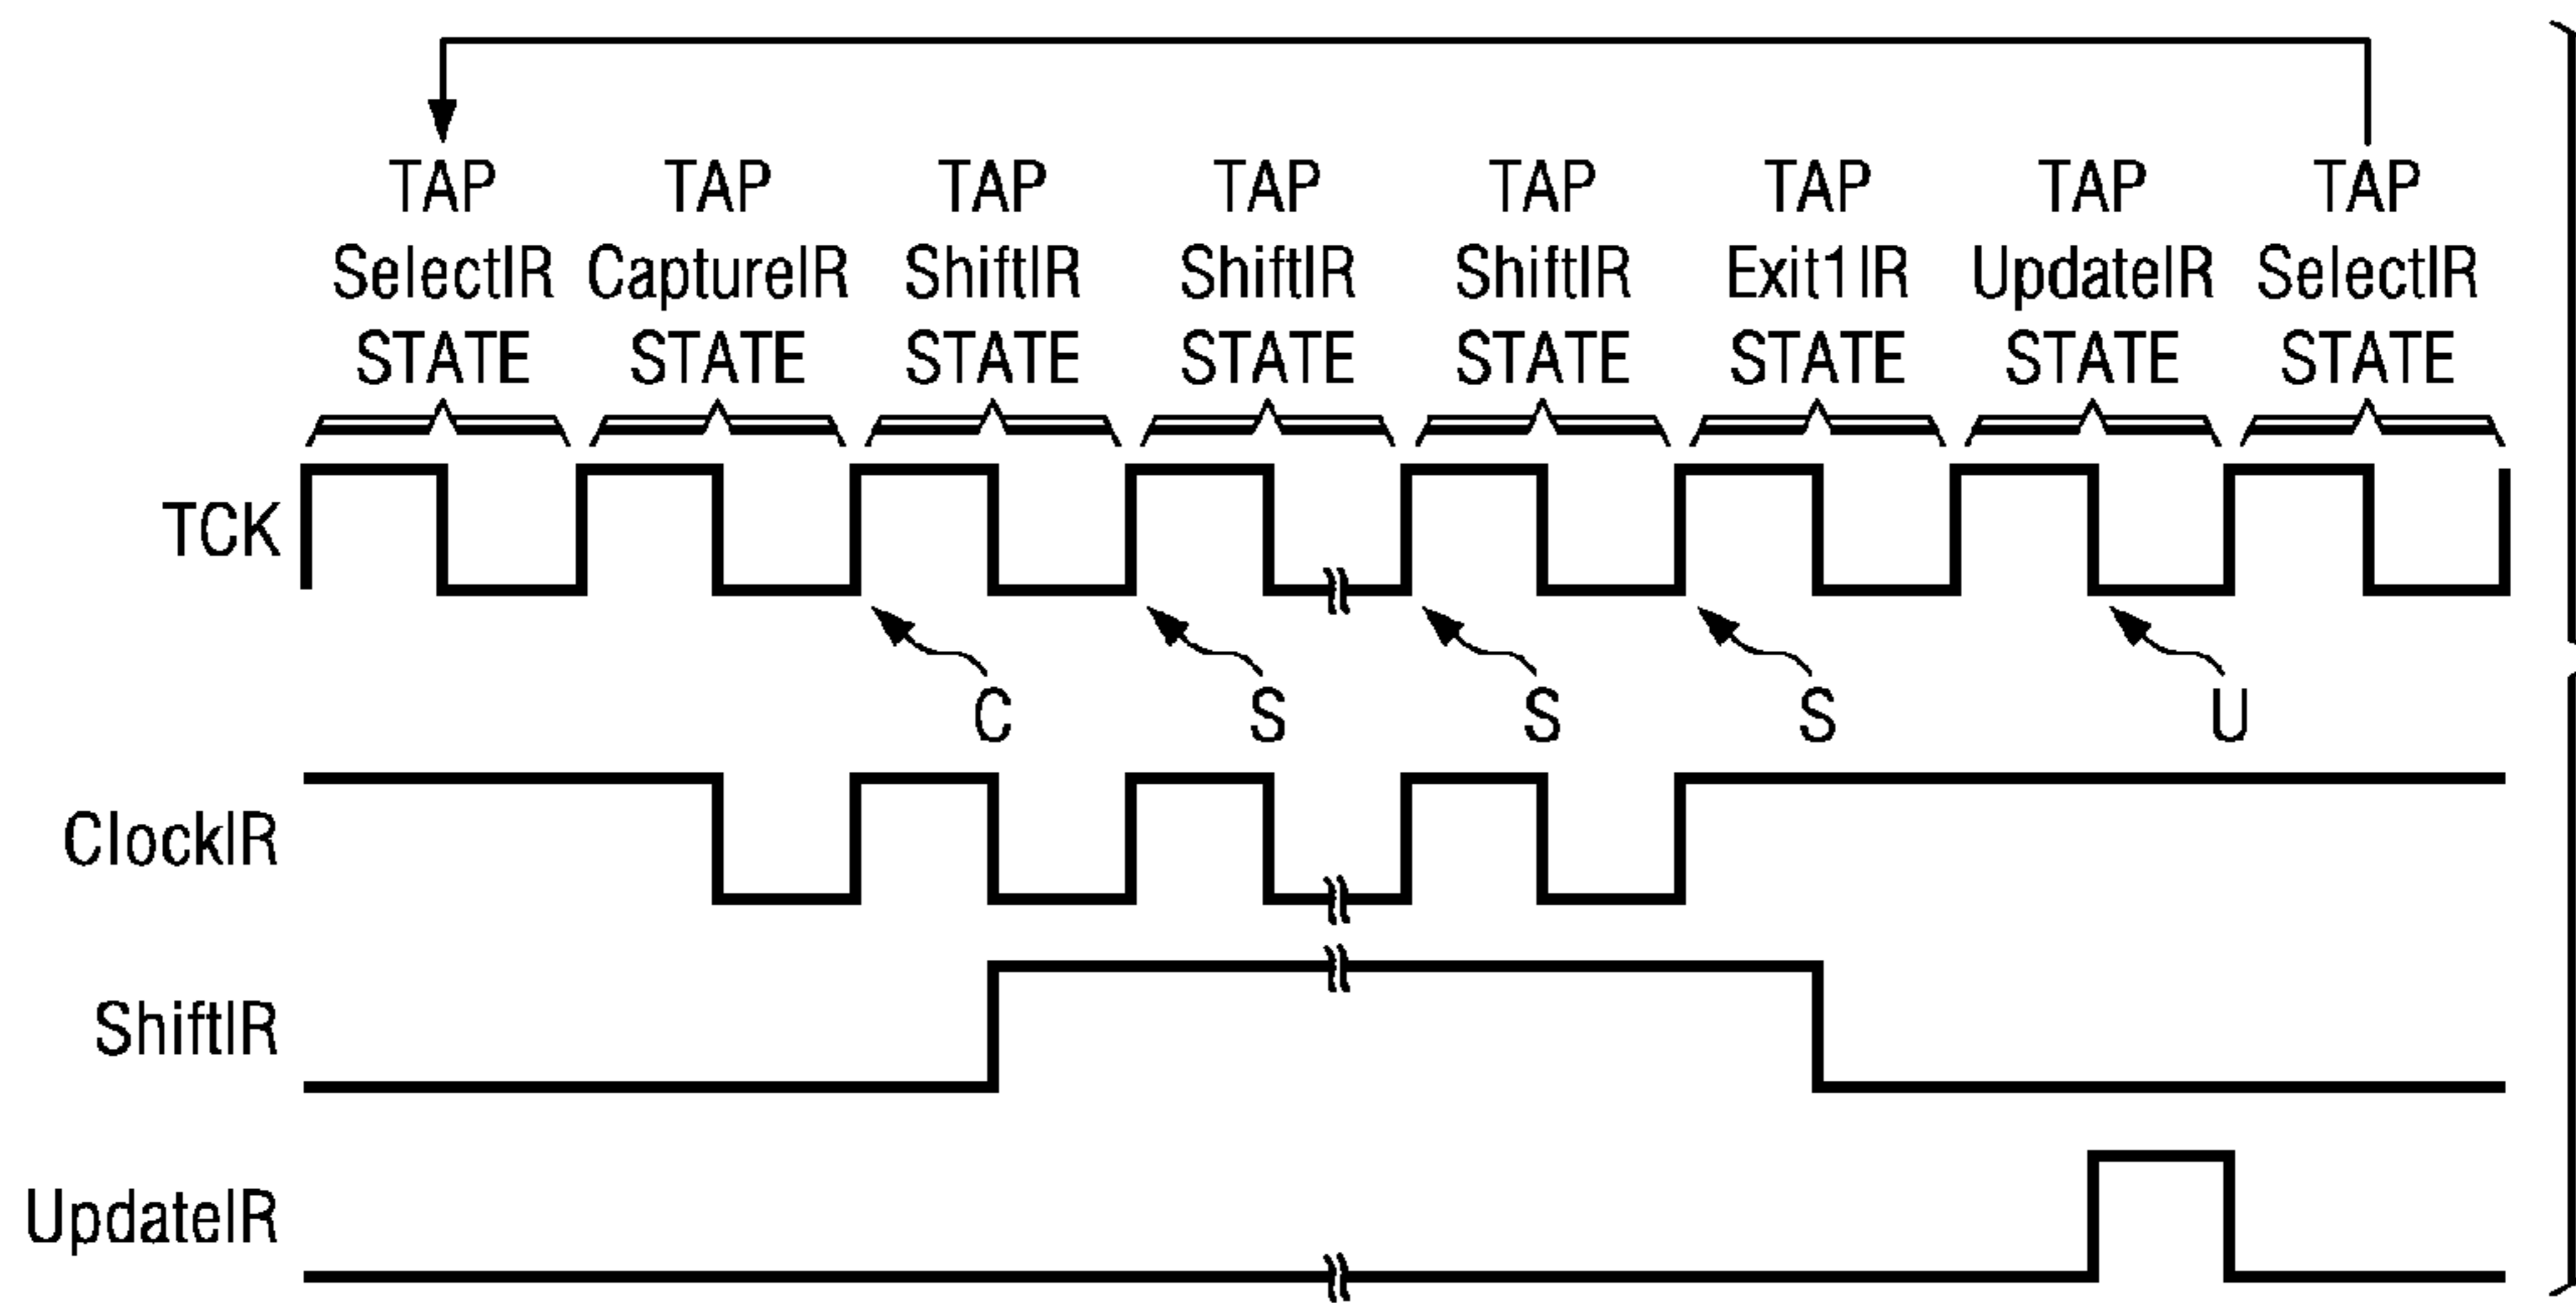 TAP TAP TAP TAP TAP TAP TAP TAP
SelectIR CaptureIR ShiftIR ShiftIR ShiftIR Exit1IR UpdateIR SelectIR
STATE STATE STATE STATE STATE STATE STATE STATE
TCK
C S S S U
ClockIR
ShiftIR
UpdateIR